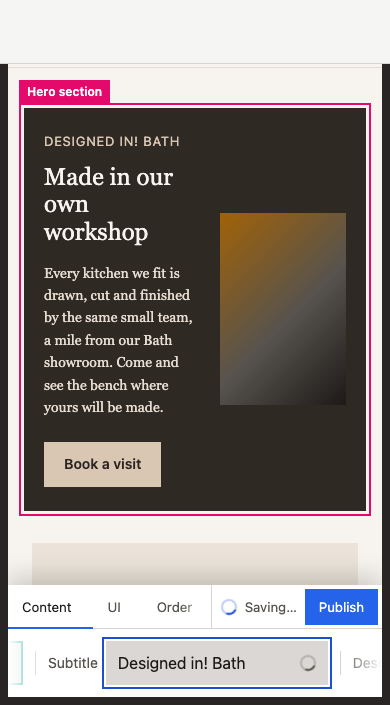 Hero section
DESIGNED IN! BATH
Made in our
own
workshop
Every kitchen we fit is
drawn, cut and finished
by the same small team,
a mile from our Bath
showroom. Come and
see the bench where
yours will be made.
Book a visit
Content UI Order Saving... Publish
Subtitle Designed in! Bath